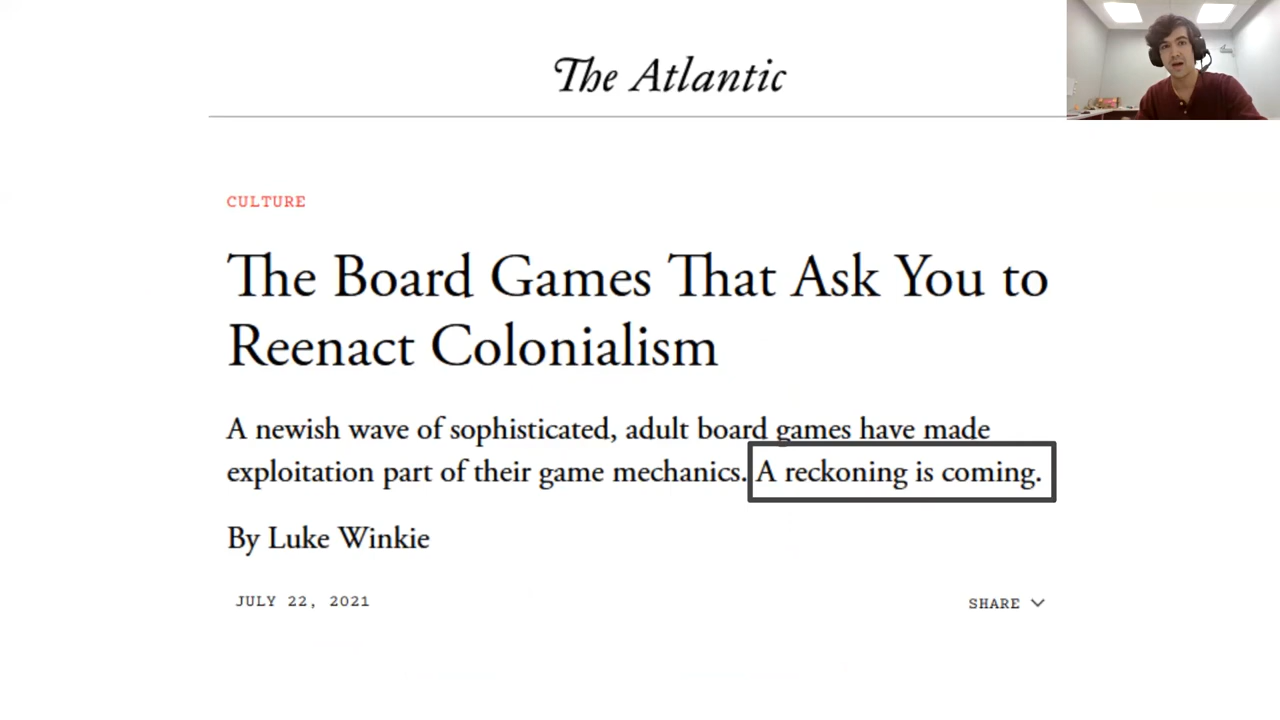 The Atlantic
CULTURE
The Board Games That Ask You to
Reenact Colonialism
A newish wave of sophisticated, adult board games have made
exploitation part of their game mechanics. A reckoning is coming.
By Luke Winkie
JULY 22, 2021
SHARE